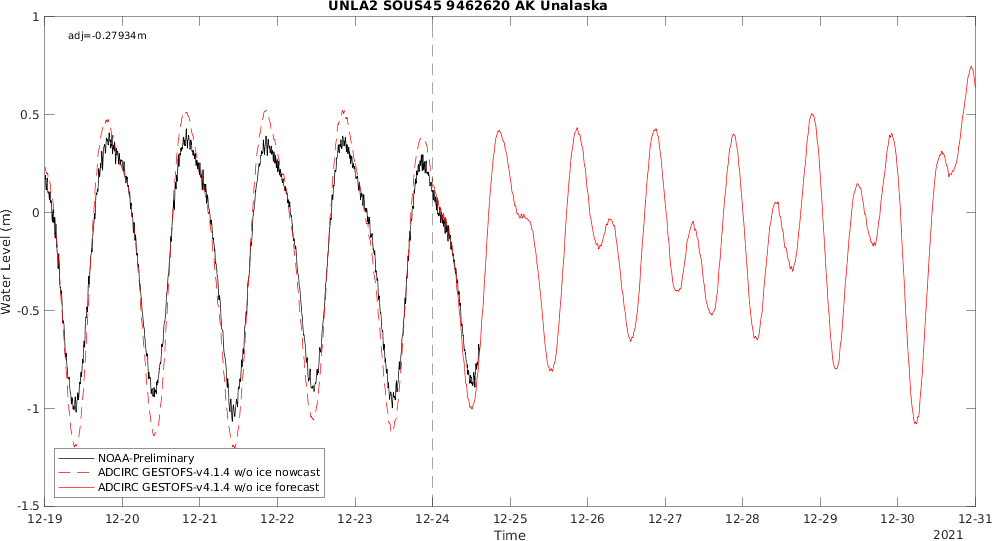 UNLA2 SOUS45 9462620 AK Unalaska
adj=-0.27934m
1
0.5
0
-0.5
-1
-1.5
Water Level (m)
NOAA-Preliminary
ADCIRC GESTOFS-v4.1.4 w/o ice nowcast
ADCIRC GESTOFS-v4.1.4 w/o ice forecast
12-19 12-20 12-21 12-22 12-23 12-24 12-25 12-26 12-27 12-28 12-29 12-30 12-31
Time
2021